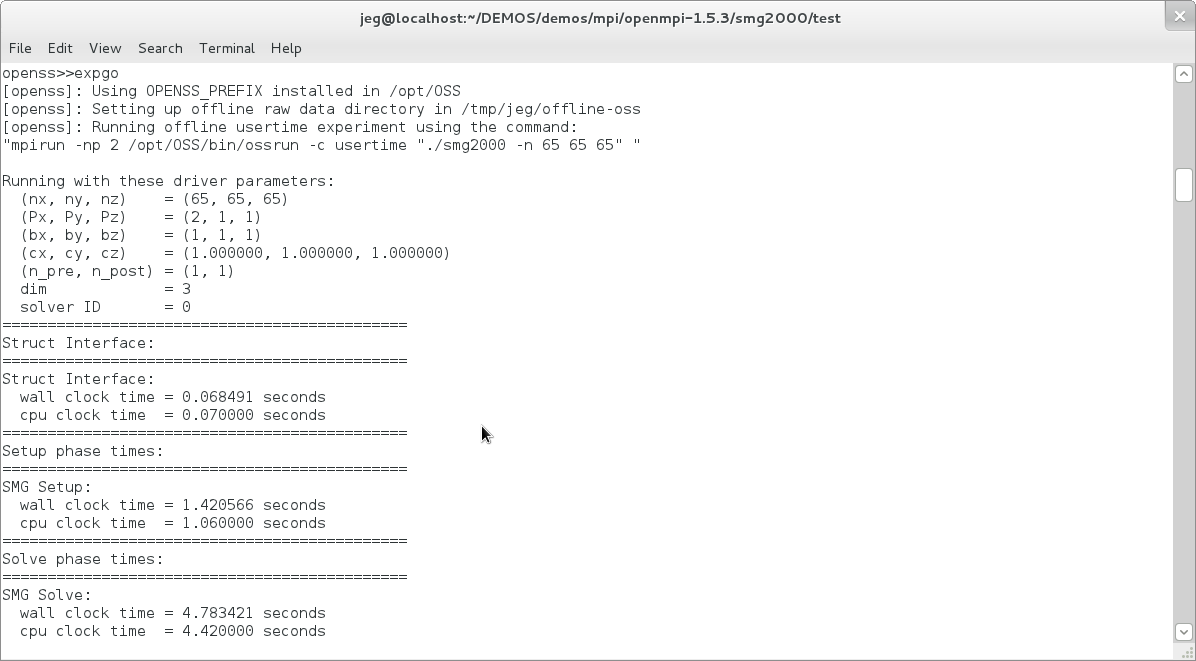 jeg@localhost:~/DEMOS/demos/mpi/openmpi-1.5.3/smg2000/test
File Edit View Search Terminal Help
openss>>expgo
[openss]: Using OPENSS_PREFIX installed in /opt/OSS
[openss]: Setting up offline raw data directory in /tmp/jeg/offline-oss
[openss]: Running offline usertime experiment using the command:
"mpirun -np 2 /opt/OSS/bin/ossrun -c usertime "./smg2000 -n 65 65 65" "
Running with these driver parameters:
  (nx, ny, nz)    = (65, 65, 65)
  (Px, Py, Pz)    = (2, 1, 1)
  (bx, by, bz)    = (1, 1, 1)
  (cx, cy, cz)    = (1.000000, 1.000000, 1.000000)
  (n_pre, n_post) = (1, 1)
  dim             = 3
  solver ID       = 0
=============================================
Struct Interface:
=============================================
Struct Interface:
  wall clock time = 0.068491 seconds
  cpu clock time  = 0.070000 seconds
=============================================
Setup phase times:
=============================================
SMG Setup:
  wall clock time = 1.420566 seconds
  cpu clock time  = 1.060000 seconds
=============================================
Solve phase times:
=============================================
SMG Solve:
  wall clock time = 4.783421 seconds
  cpu clock time  = 4.420000 seconds